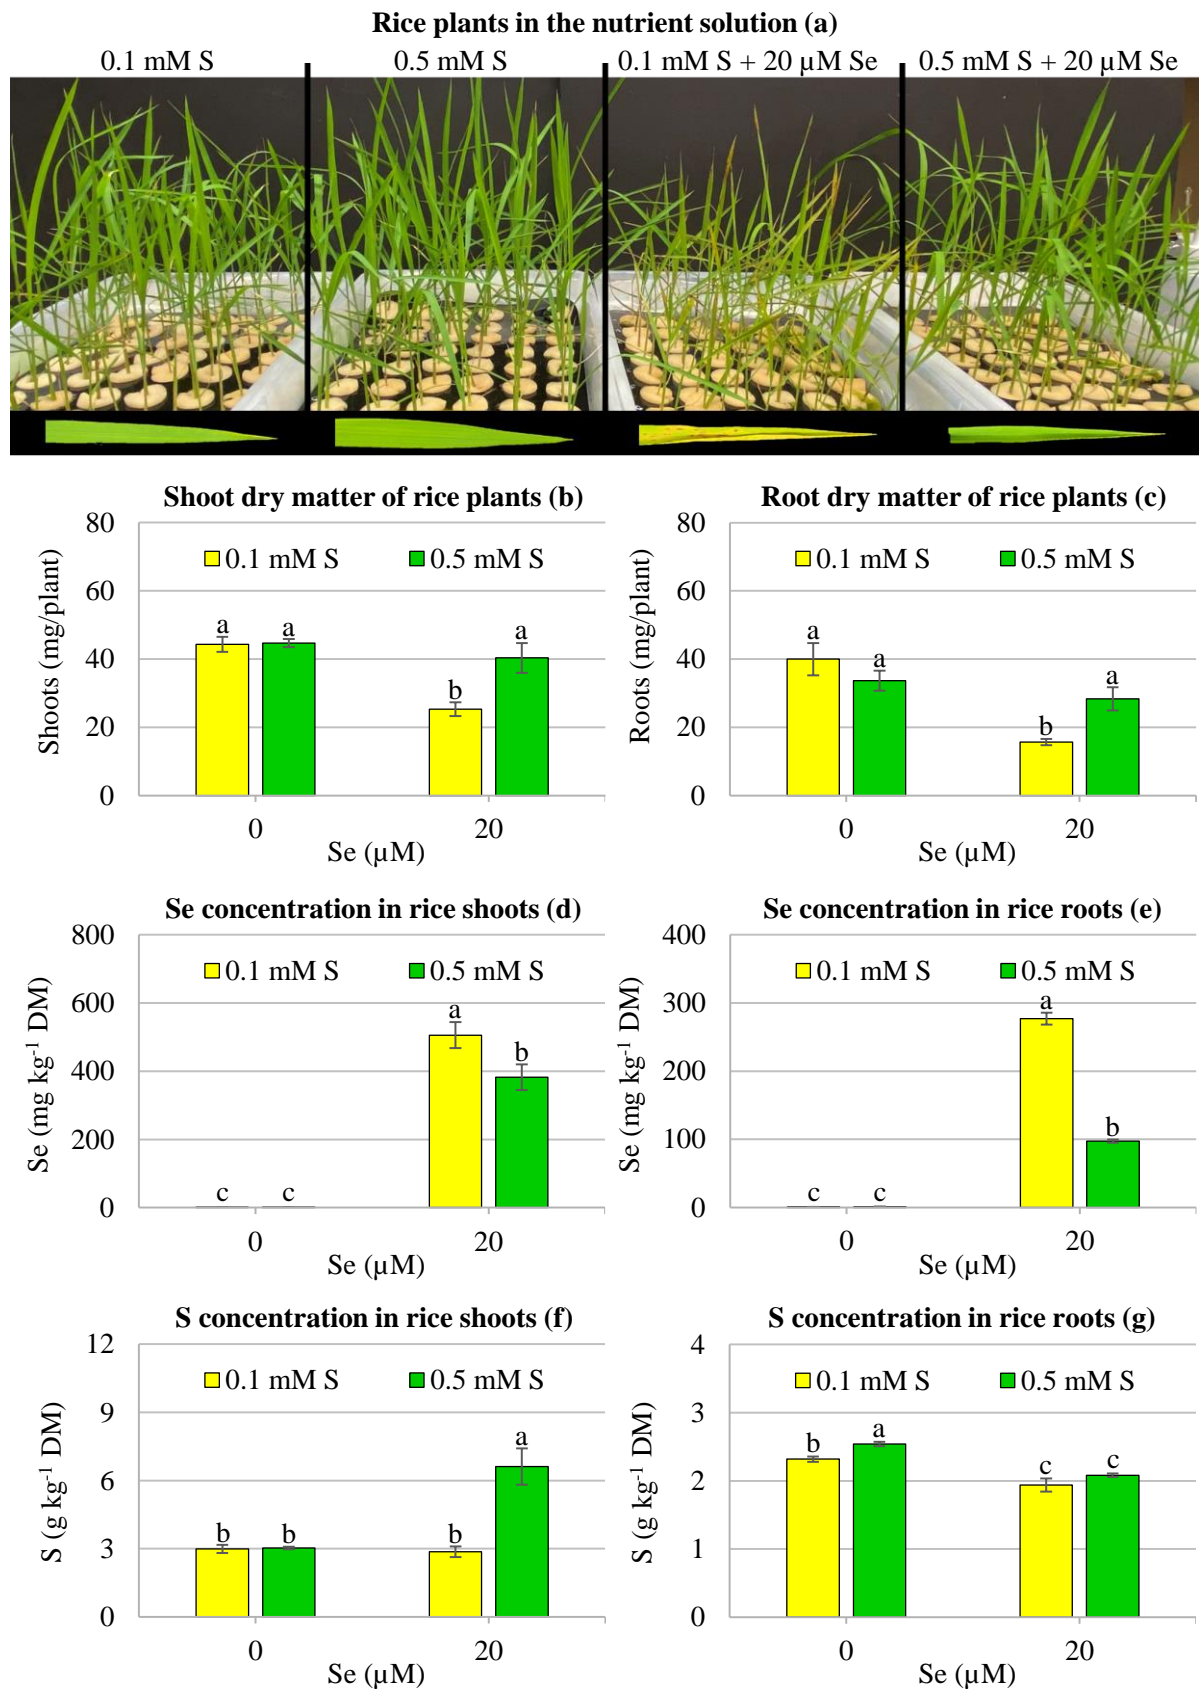 Rice plants in the nutrient solution (a)
0.1 mM S 0.5 mM S 0.1 mM S + 20 µM Se 0.5 mM S + 20 µM Se
Shoot dry matter of rice plants (b)
80
60
40
20
0
Shoots (mg/plant)
0.1 mM S 0.5 mM S
a a b a
0 20
Se (µM)
Root dry matter of rice plants (c)
80
60
40
20
0
Roots (mg/plant)
0.1 mM S 0.5 mM S
a a b a
0 20
Se (µM)
Se concentration in rice shoots (d)
800
600
400
200
0
Se (mg kg⁻¹ DM)
0.1 mM S 0.5 mM S
c c a b
0 20
Se (µM)
Se concentration in rice roots (e)
400
300
200
100
0
Se (mg kg⁻¹ DM)
0.1 mM S 0.5 mM S
c c a b
0 20
Se (µM)
S concentration in rice shoots (f)
12
9
6
3
0
S (g kg⁻¹ DM)
0.1 mM S 0.5 mM S
b b b a
0 20
Se (µM)
S concentration in rice roots (g)
4
3
2
1
0
S (g kg⁻¹ DM)
0.1 mM S 0.5 mM S
b a c c
0 20
Se (µM)